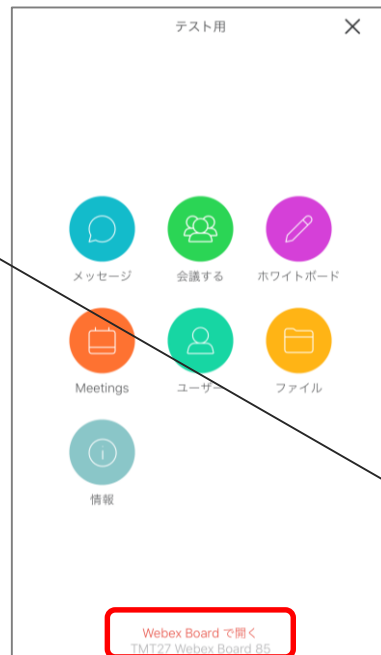 テスト用
メッセージ
会議する
ホワイトボード
Meetings
ユーザー
ファイル
情報
Webex Board で開く
TMT27 Webex Board 85